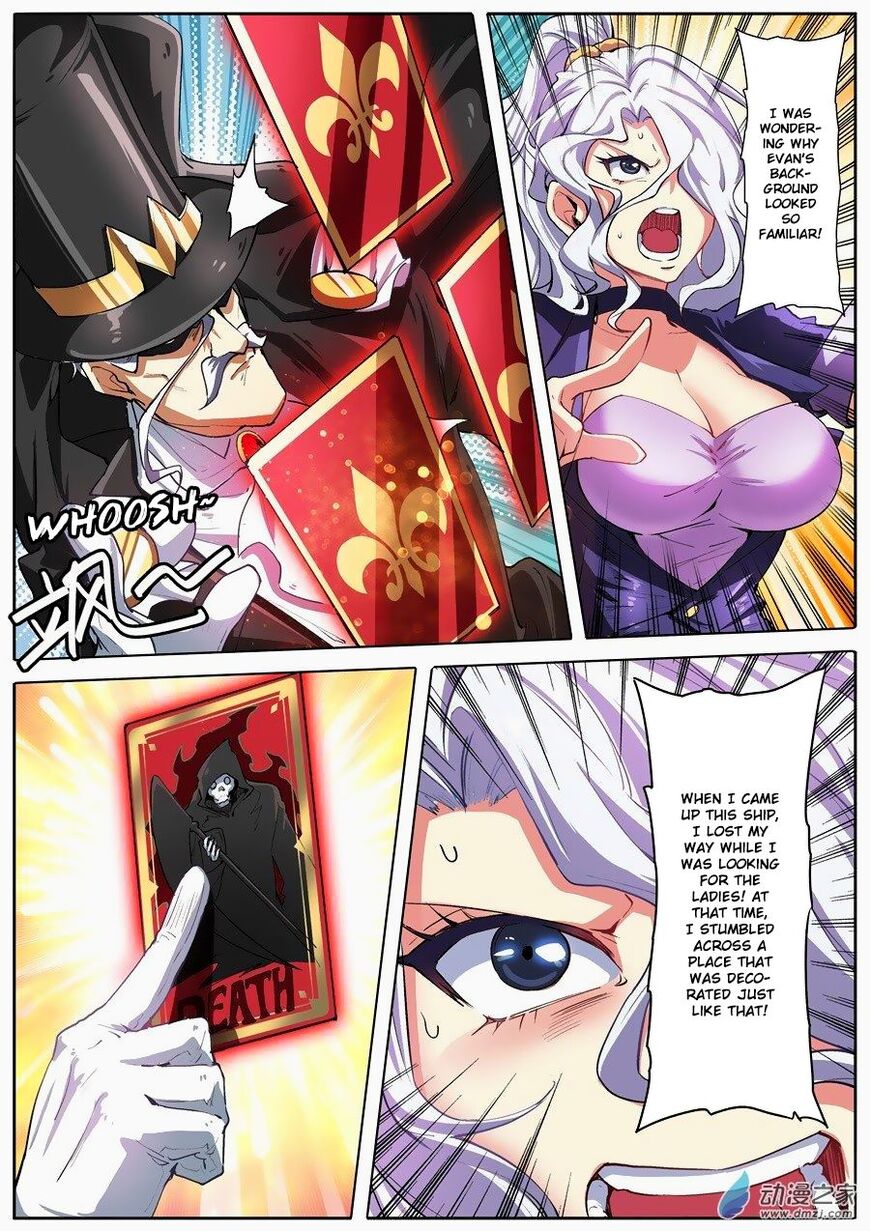 I WAS
WONDER-
ING WHY
EVAN'S
BACK-
GROUND
LOOKED
SO
FAMILIAR!
WHOOSH~
飒~
WHEN I CAME
UP THIS SHIP,
I LOST MY
WAY WHILE I
WAS LOOKING
FOR THE
LADIES! AT
THAT TIME,
I STUMBLED
ACROSS A
PLACE THAT
WAS DECO-
RATED JUST
LIKE THAT!
DEATH
动漫之家
www.dmzj.com